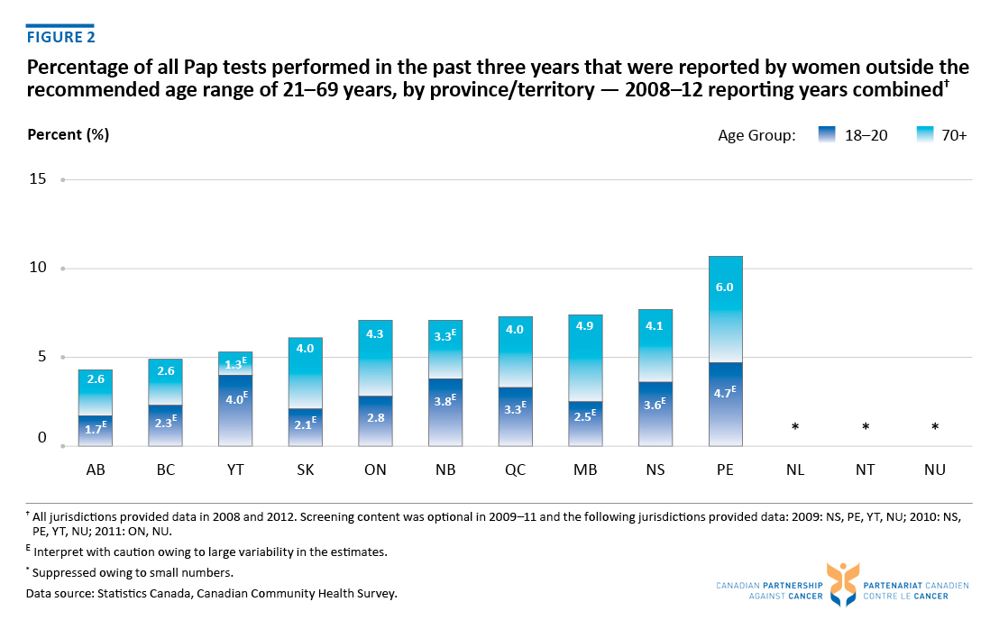 FIGURE 2
Percentage of all Pap tests performed in the past three years that were reported by women outside the
recommended age range of 21–69 years, by province/territory — 2008–12 reporting years combined†
Percent (%)
Age Group: 18–20 70+
15
10
5
0
2.6
1.7E
2.6
2.3E
1.3E
4.0E
4.0
2.1E
4.3
2.8
3.3E
3.8E
4.0
3.3E
4.9
2.5E
4.1
3.6E
6.0
4.7E
* * *
AB BC YT SK ON NB QC MB NS PE NL NT NU
† All jurisdictions provided data in 2008 and 2012. Screening content was optional in 2009–11 and the following jurisdictions provided data: 2009: NS, PE, YT, NU; 2010: NS,
PE, YT, NU; 2011: ON, NU.
E Interpret with caution owing to large variability in the estimates.
* Suppressed owing to small numbers.
Data source: Statistics Canada, Canadian Community Health Survey.
CANADIAN PARTNERSHIP
AGAINST CANCER
PARTENARIAT CANADIEN
CONTRE LE CANCER